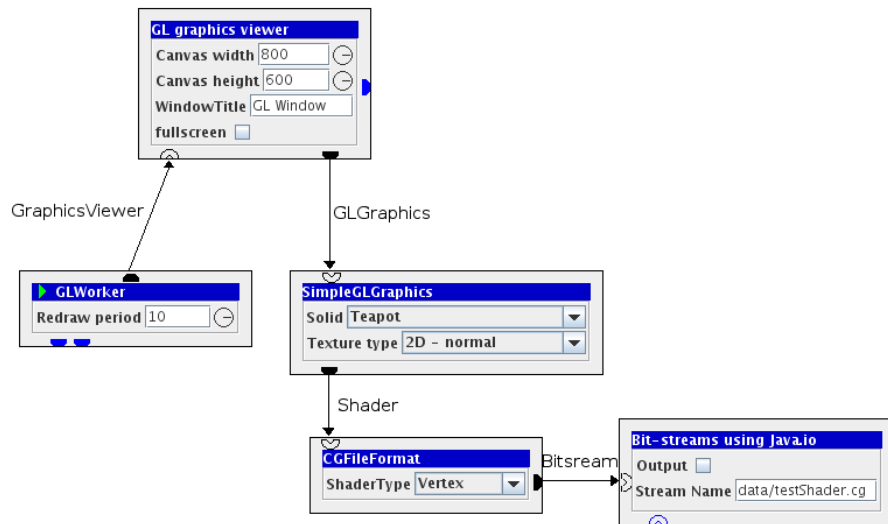 GL graphics viewer
Canvas width 800
Canvas height 600
WindowTitle GL Window
fullscreen
GraphicsViewer
GLGraphics
GLWorker
Redraw period 10
SimpleGLGraphics
Solid Teapot
Texture type 2D - normal
Shader
CGFileFormat
ShaderType Vertex
Bitsream
Bit-streams using Java.io
Output
Stream Name data/testShader.cg